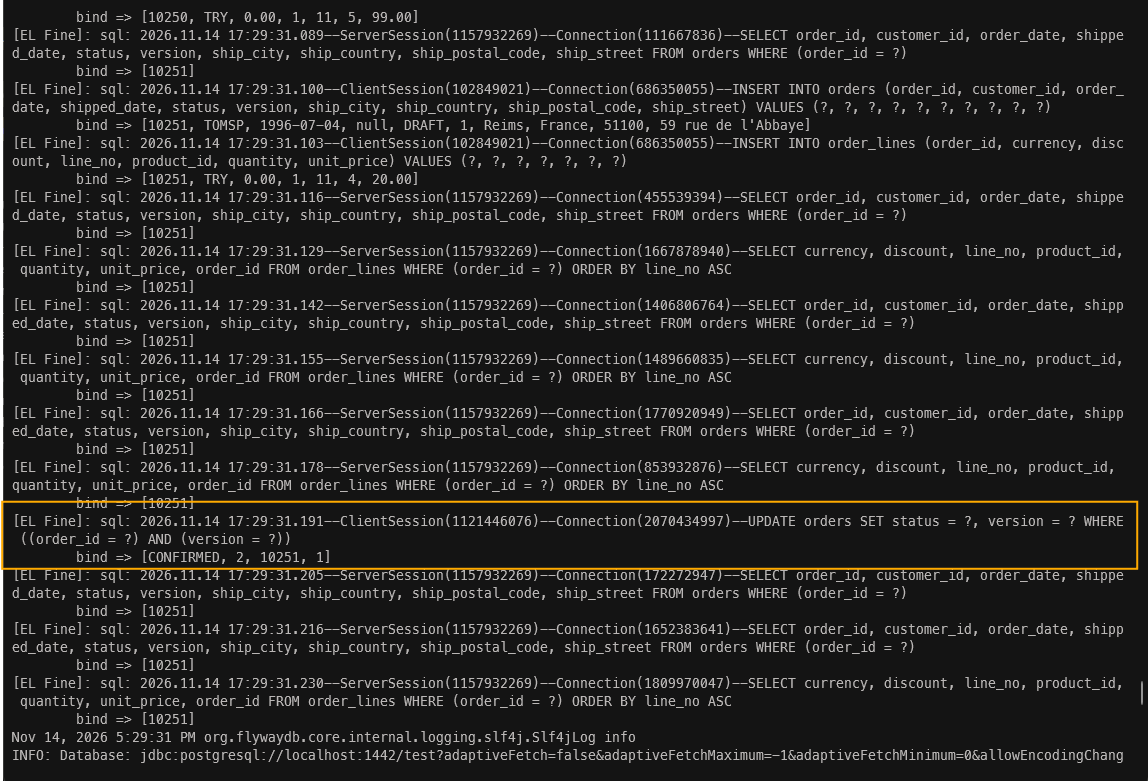 bind => [10250, TRY, 0.00, 1, 11, 5, 99.00]
[EL Fine]: sql: 2026.11.14 17:29:31.089--ServerSession(1157932269)--Connection(111667836)--SELECT order_id, customer_id, order_date, shippe
d_date, status, version, ship_city, ship_country, ship_postal_code, ship_street FROM orders WHERE (order_id = ?)
bind => [10251]
[EL Fine]: sql: 2026.11.14 17:29:31.100--ClientSession(102849021)--Connection(686350055)--INSERT INTO orders (order_id, customer_id, order_
date, shipped_date, status, version, ship_city, ship_country, ship_postal_code, ship_street) VALUES (?, ?, ?, ?, ?, ?, ?, ?, ?, ?)
bind => [10251, TOMSP, 1996-07-04, null, DRAFT, 1, Reims, France, 51100, 59 rue de l'Abbaye]
[EL Fine]: sql: 2026.11.14 17:29:31.103--ClientSession(102849021)--Connection(686350055)--INSERT INTO order_lines (order_id, currency, disc
ount, line_no, product_id, quantity, unit_price) VALUES (?, ?, ?, ?, ?, ?, ?)
bind => [10251, TRY, 0.00, 1, 11, 4, 20.00]
[EL Fine]: sql: 2026.11.14 17:29:31.116--ServerSession(1157932269)--Connection(455539394)--SELECT order_id, customer_id, order_date, shippe
d_date, status, version, ship_city, ship_country, ship_postal_code, ship_street FROM orders WHERE (order_id = ?)
bind => [10251]
[EL Fine]: sql: 2026.11.14 17:29:31.129--ServerSession(1157932269)--Connection(1667878940)--SELECT currency, discount, line_no, product_id,
quantity, unit_price, order_id FROM order_lines WHERE (order_id = ?) ORDER BY line_no ASC
bind => [10251]
[EL Fine]: sql: 2026.11.14 17:29:31.142--ServerSession(1157932269)--Connection(1406806764)--SELECT order_id, customer_id, order_date, shipp
ed_date, status, version, ship_city, ship_country, ship_postal_code, ship_street FROM orders WHERE (order_id = ?)
bind => [10251]
[EL Fine]: sql: 2026.11.14 17:29:31.155--ServerSession(1157932269)--Connection(1489660835)--SELECT currency, discount, line_no, product_id,
quantity, unit_price, order_id FROM order_lines WHERE (order_id = ?) ORDER BY line_no ASC
bind => [10251]
[EL Fine]: sql: 2026.11.14 17:29:31.166--ServerSession(1157932269)--Connection(1770920949)--SELECT order_id, customer_id, order_date, shipp
ed_date, status, version, ship_city, ship_country, ship_postal_code, ship_street FROM orders WHERE (order_id = ?)
bind => [10251]
[EL Fine]: sql: 2026.11.14 17:29:31.178--ServerSession(1157932269)--Connection(853932876)--SELECT currency, discount, line_no, product_id,
quantity, unit_price, order_id FROM order_lines WHERE (order_id = ?) ORDER BY line_no ASC
bind => [10251]
[EL Fine]: sql: 2026.11.14 17:29:31.191--ClientSession(1121446076)--Connection(2070434997)--UPDATE orders SET status = ?, version = ? WHERE
((order_id = ?) AND (version = ?))
bind => [CONFIRMED, 2, 10251, 1]
[EL Fine]: sql: 2026.11.14 17:29:31.205--ServerSession(1157932269)--Connection(172272947)--SELECT order_id, customer_id, order_date, shippe
d_date, status, version, ship_city, ship_country, ship_postal_code, ship_street FROM orders WHERE (order_id = ?)
bind => [10251]
[EL Fine]: sql: 2026.11.14 17:29:31.216--ServerSession(1157932269)--Connection(1652383641)--SELECT order_id, customer_id, order_date, shipp
ed_date, status, version, ship_city, ship_country, ship_postal_code, ship_street FROM orders WHERE (order_id = ?)
bind => [10251]
[EL Fine]: sql: 2026.11.14 17:29:31.230--ServerSession(1157932269)--Connection(1809970047)--SELECT currency, discount, line_no, product_id,
quantity, unit_price, order_id FROM order_lines WHERE (order_id = ?) ORDER BY line_no ASC
bind => [10251]
Nov 14, 2026 5:29:31 PM org.flywaydb.core.internal.logging.slf4j.Slf4jLog info
INFO: Database: jdbc:postgresql://localhost:1442/test?adaptiveFetch=false&adaptiveFetchMaximum=-1&adaptiveFetchMinimum=0&allowEncodingChang